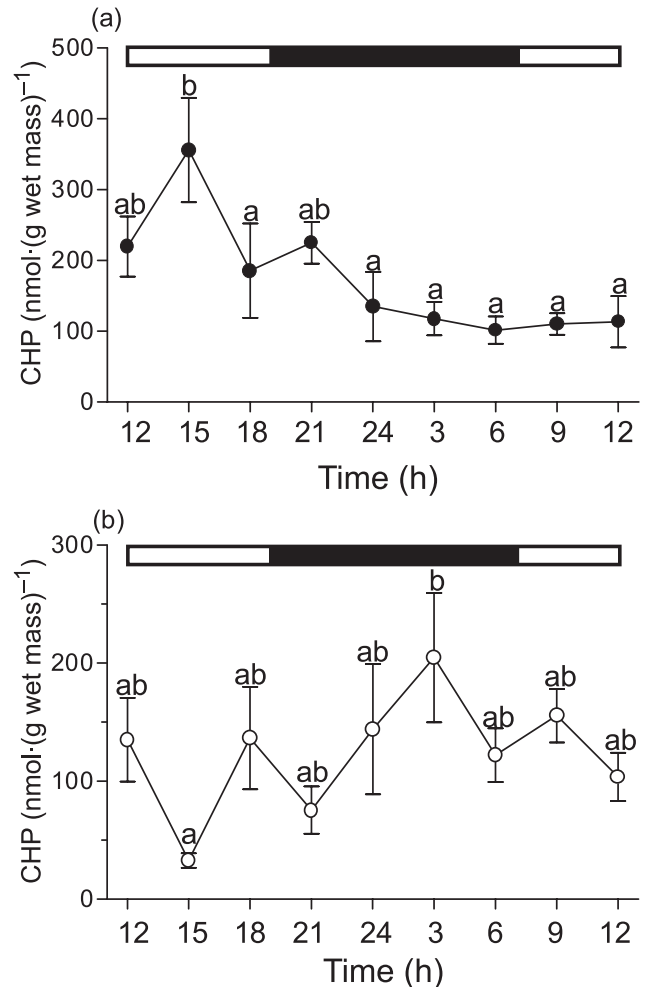 (a)
500
400
300
200
100
0
CHP (nmol·(g wet mass)–1
ab
b
a
ab
a
a
a
a
a
12 15 18 21 24 3 6 9 12
Time (h)
(b)
300
200
100
0
CHP (nmol·(g wet mass)–1
ab
a
ab
ab
ab
b
ab
ab
ab
12 15 18 21 24 3 6 9 12
Time (h)